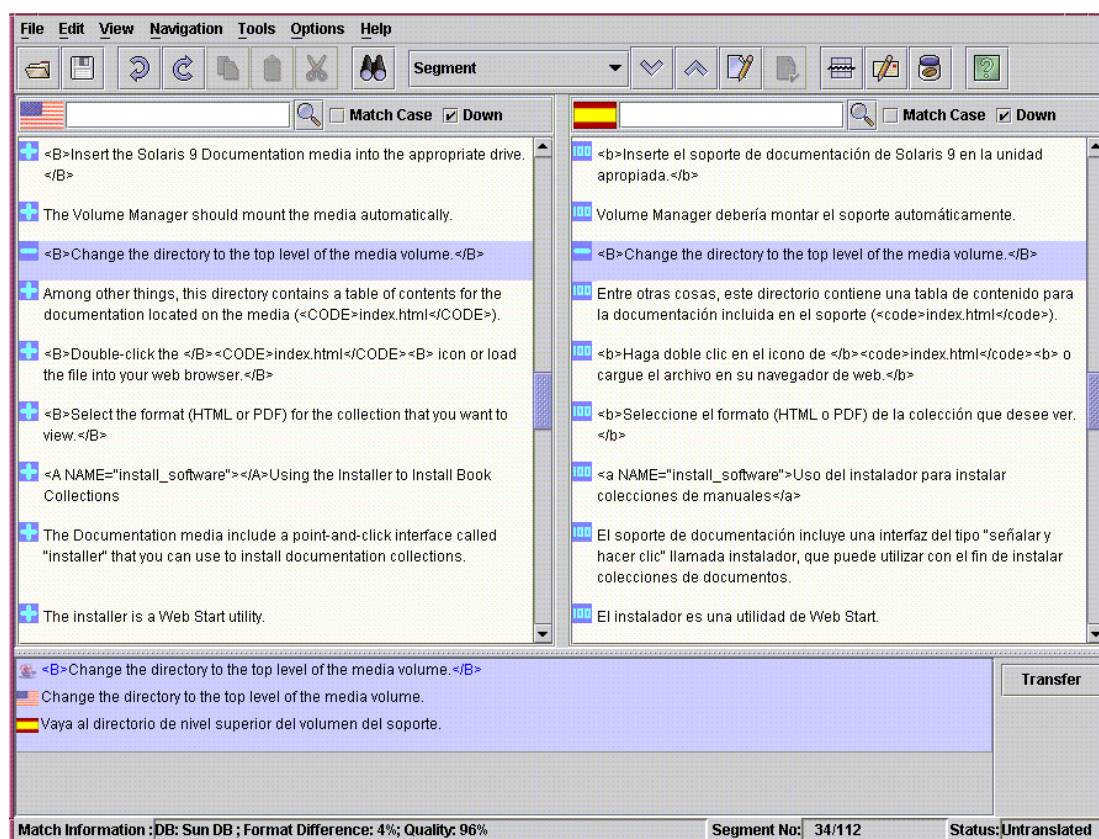 File Edit View Navigation Tools Options Help
Segment
Match Case Down
Match Case Down
<B>Insert the Solaris 9 Documentation media into the appropriate drive.
</B>
The Volume Manager should mount the media automatically.
<B>Change the directory to the top level of the media volume.</B>
Among other things, this directory contains a table of contents for the
documentation located on the media (<CODE>index.html</CODE>).
<B>Double-click the </B><CODE>index.html</CODE><B> icon or load
the file into your web browser.</B>
<B>Select the format (HTML or PDF) for the collection that you want to
view.</B>
<A NAME="install_software"></A>Using the Installer to Install Book
Collections
The Documentation media include a point-and-click interface called
"installer" that you can use to install documentation collections.
The installer is a Web Start utility.
100 <b>Inserte el soporte de documentación de Solaris 9 en la unidad
apropiada.</b>
100 Volume Manager debería montar el soporte automáticamente.
<B>Change the directory to the top level of the media volume.</B>
100 Entre otras cosas, este directorio contiene una tabla de contenido para
la documentación incluida en el soporte (<code>index.html</code>).
100 <b>Haga doble clic en el icono de </b><code>index.html</code><b> o
cargue el archivo en su navegador de web.</b>
100 <b>Seleccione el formato (HTML o PDF) de la colección que desee ver.
</b>
100 <a NAME="install_software">Uso del instalador para instalar
colecciones de manuales</a>
100 El soporte de documentación incluye una interfaz del tipo "señalar y
hacer clic" llamada instalador, que puede utilizar con el fin de instalar
colecciones de documentos.
100 El instalador es una utilidad de Web Start.
<B>Change the directory to the top level of the media volume.</B>
Change the directory to the top level of the media volume.
Vaya al directorio de nivel superior del volumen del soporte.
Transfer
Match Information : DB: Sun DB ; Format Difference: 4%; Quality: 96% Segment No: 34/112 Status: Untranslated